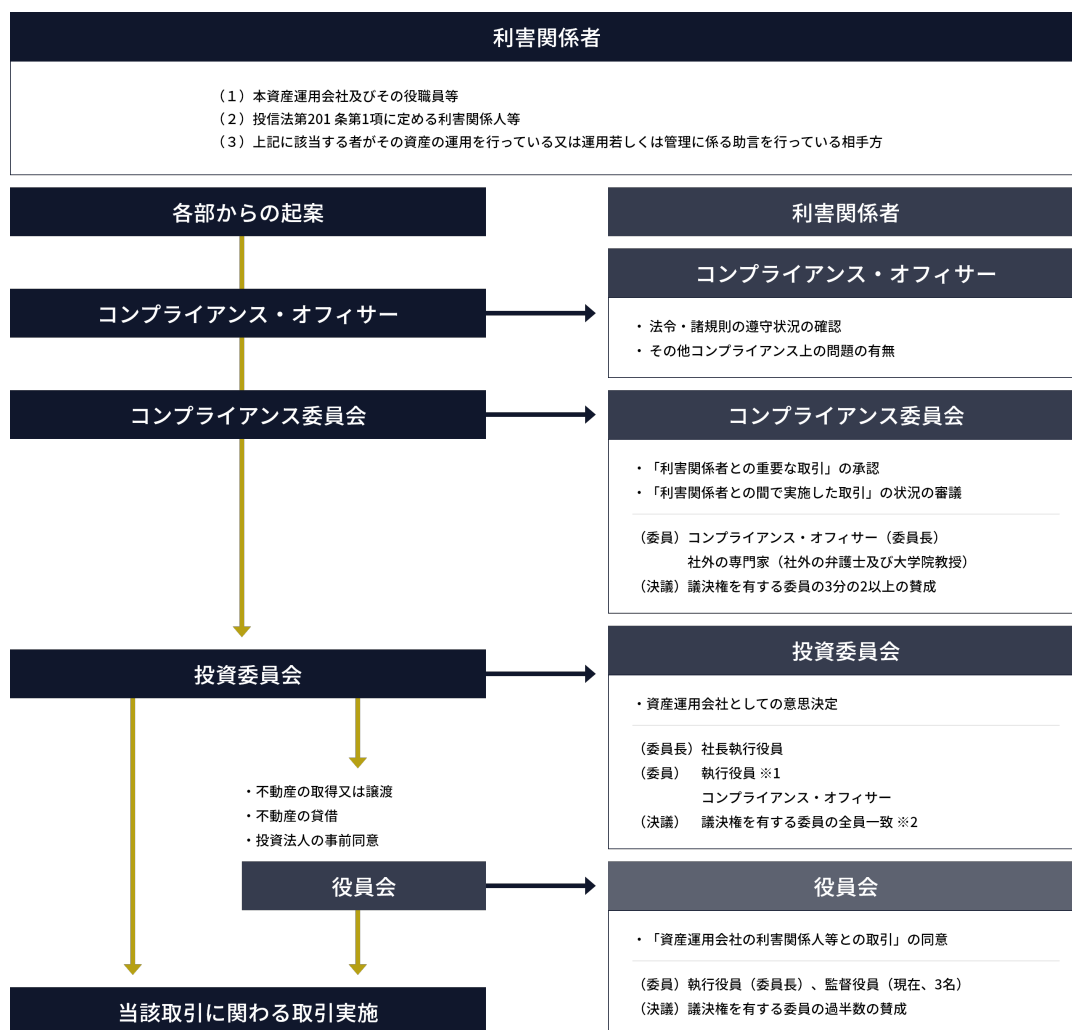 利害関係者
（１）本資産運用会社及びその役職員等
（２）投信法第201 条第1項に定める利害関係人等
（３）上記に該当する者がその資産の運用を行っている又は運用若しくは管理に係る助言を行っている相手方
各部からの起案
利害関係者
コンプライアンス・オフィサー
コンプライアンス・オフィサー
・ 法令・諸規則の遵守状況の確認
・ その他コンプライアンス上の問題の有無
コンプライアンス委員会
コンプライアンス委員会
・「利害関係者との重要な取引」の承認
・「利害関係者との間で実施した取引」の状況の審議
（委員）コンプライアンス・オフィサー（委員長）
社外の専門家（社外の弁護士及び大学院教授）
（決議）議決権を有する委員の3分の2以上の賛成
投資委員会
投資委員会
・資産運用会社としての意思決定
（委員長）社長執行役員
（委員） 執行役員 ※1
コンプライアンス・オフィサー
（決議） 議決権を有する委員の全員一致 ※2
・不動産の取得又は譲渡
・不動産の貸借
・投資法人の事前同意
役員会
役員会
・「資産運用会社の利害関係人等との取引」の同意
（委員）執行役員（委員長）、監督役員（現在、3名）
（決議）議決権を有する委員の過半数の賛成
当該取引に関わる取引実施